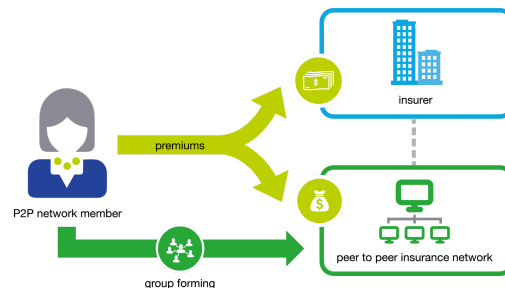 insurer
premiums
P2P network member
peer to peer insurance network
group forming
$
$